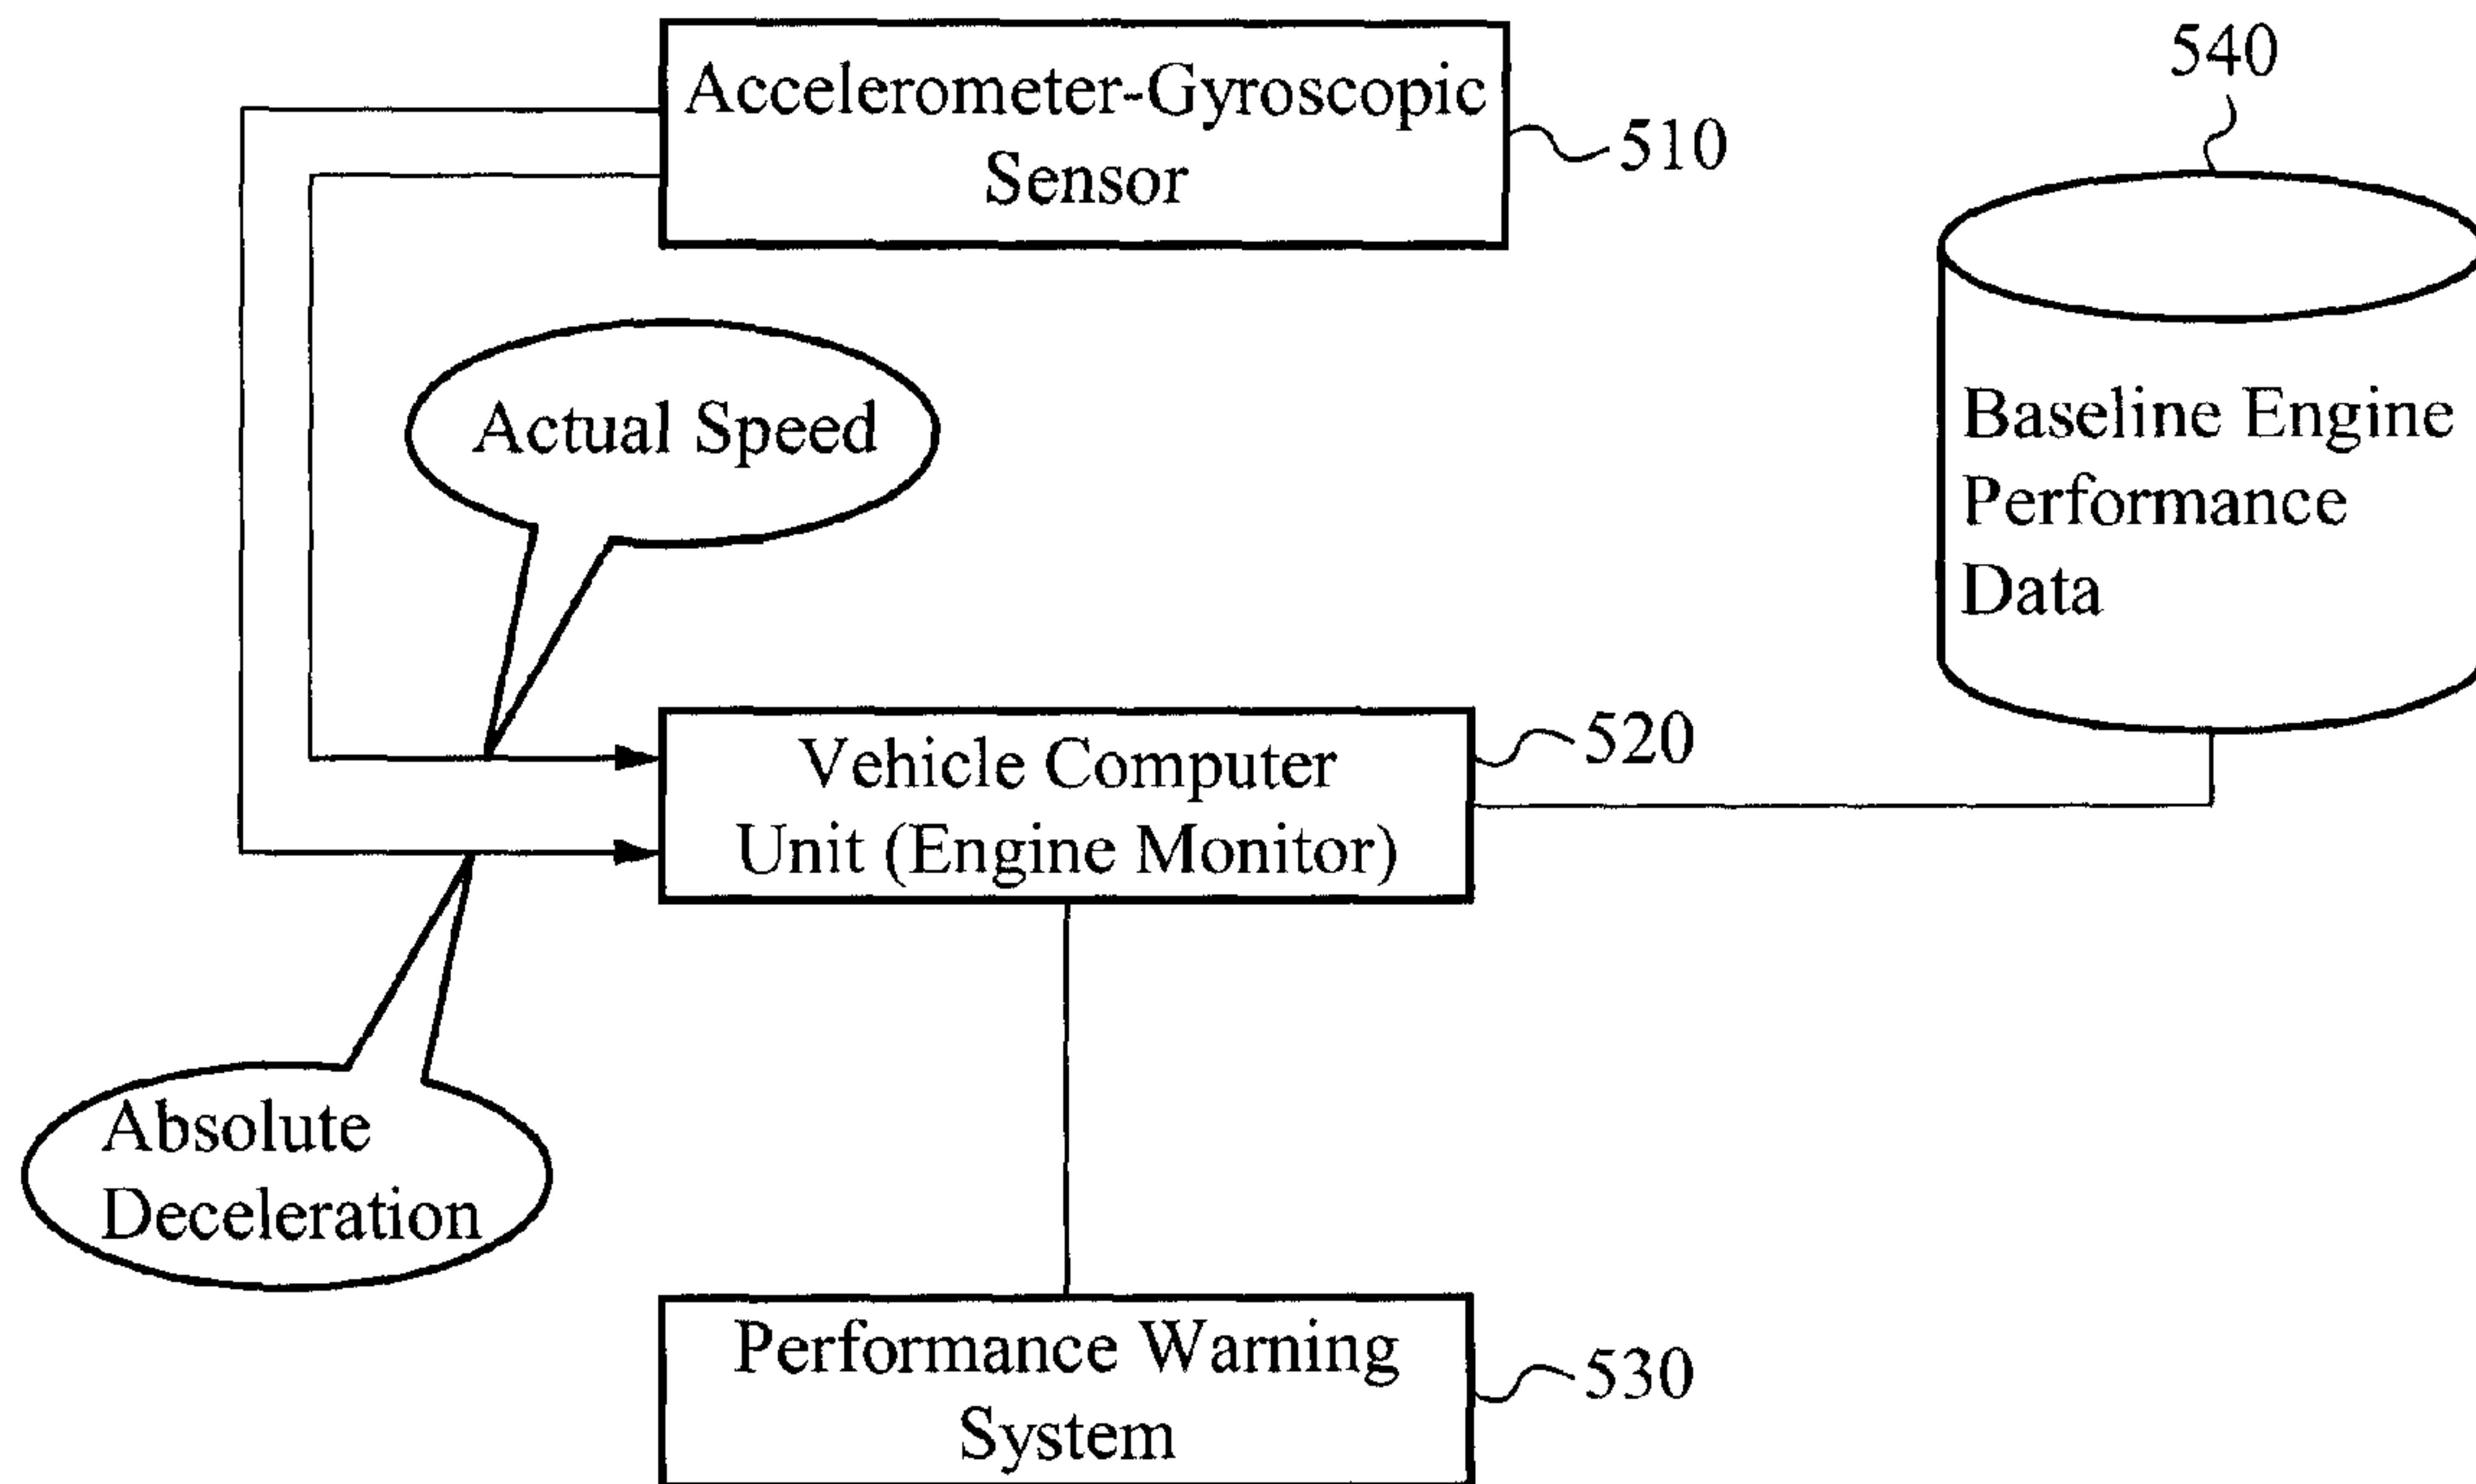 Accelerometer-Gyroscopic
Sensor
510
540
Actual Speed
Baseline Engine
Performance
Data
Vehicle Computer
Unit (Engine Monitor)
520
Absolute
Deceleration
Performance Warning
System
530